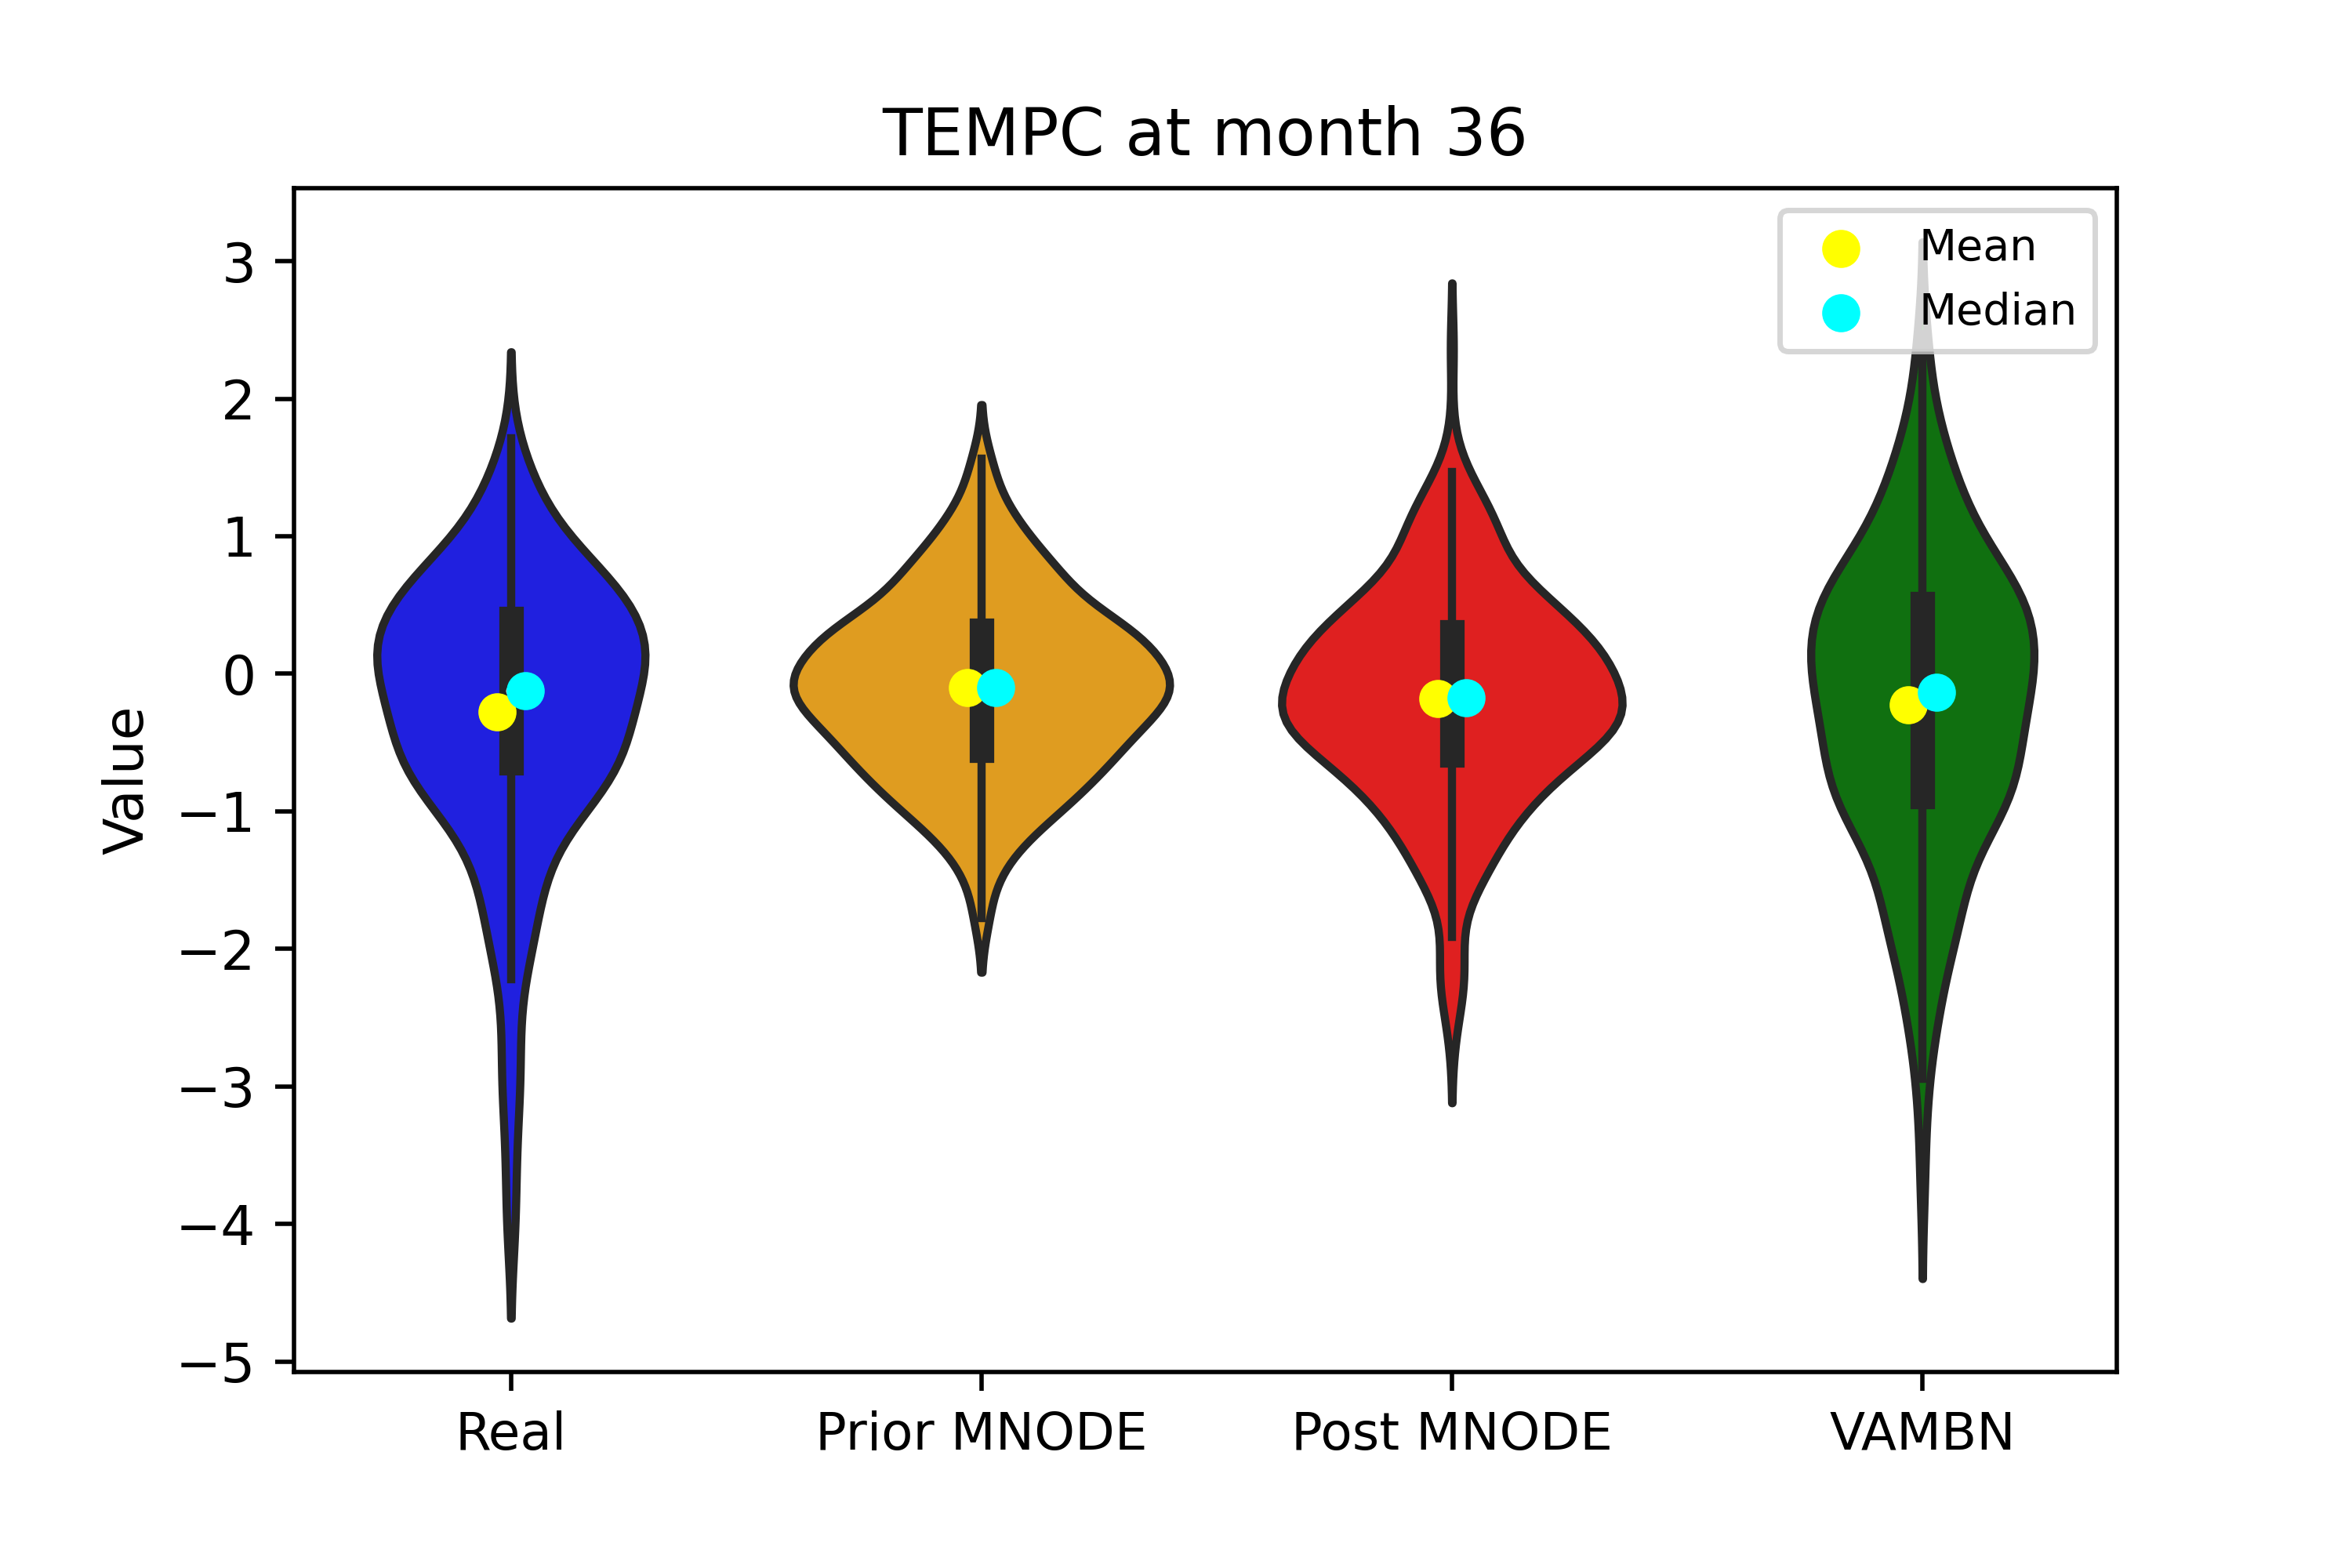 TEMPC at month 36
Mean
Median
Value
3
2
1
0
−1
−2
−3
−4
−5
Real
Prior MNODE
Post MNODE
VAMBN